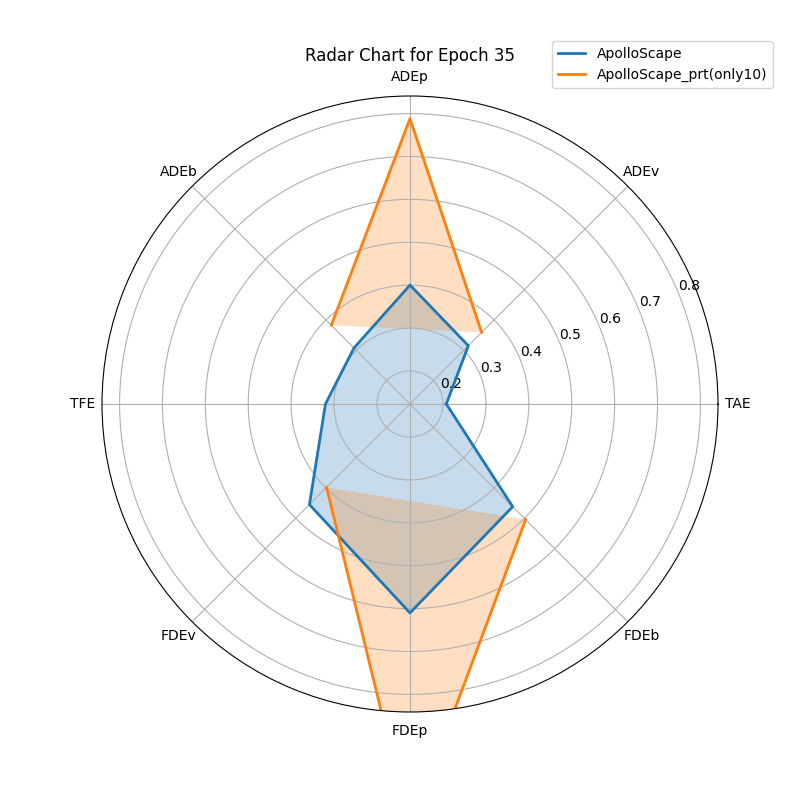 Radar Chart for Epoch 35
ApolloScape
ApolloScape_prt(only10)
ADEp
ADEb
ADEv
0.8
0.7
0.6
0.5
0.4
0.3
0.2
TFE
TAE
FDEv
FDEb
FDEp